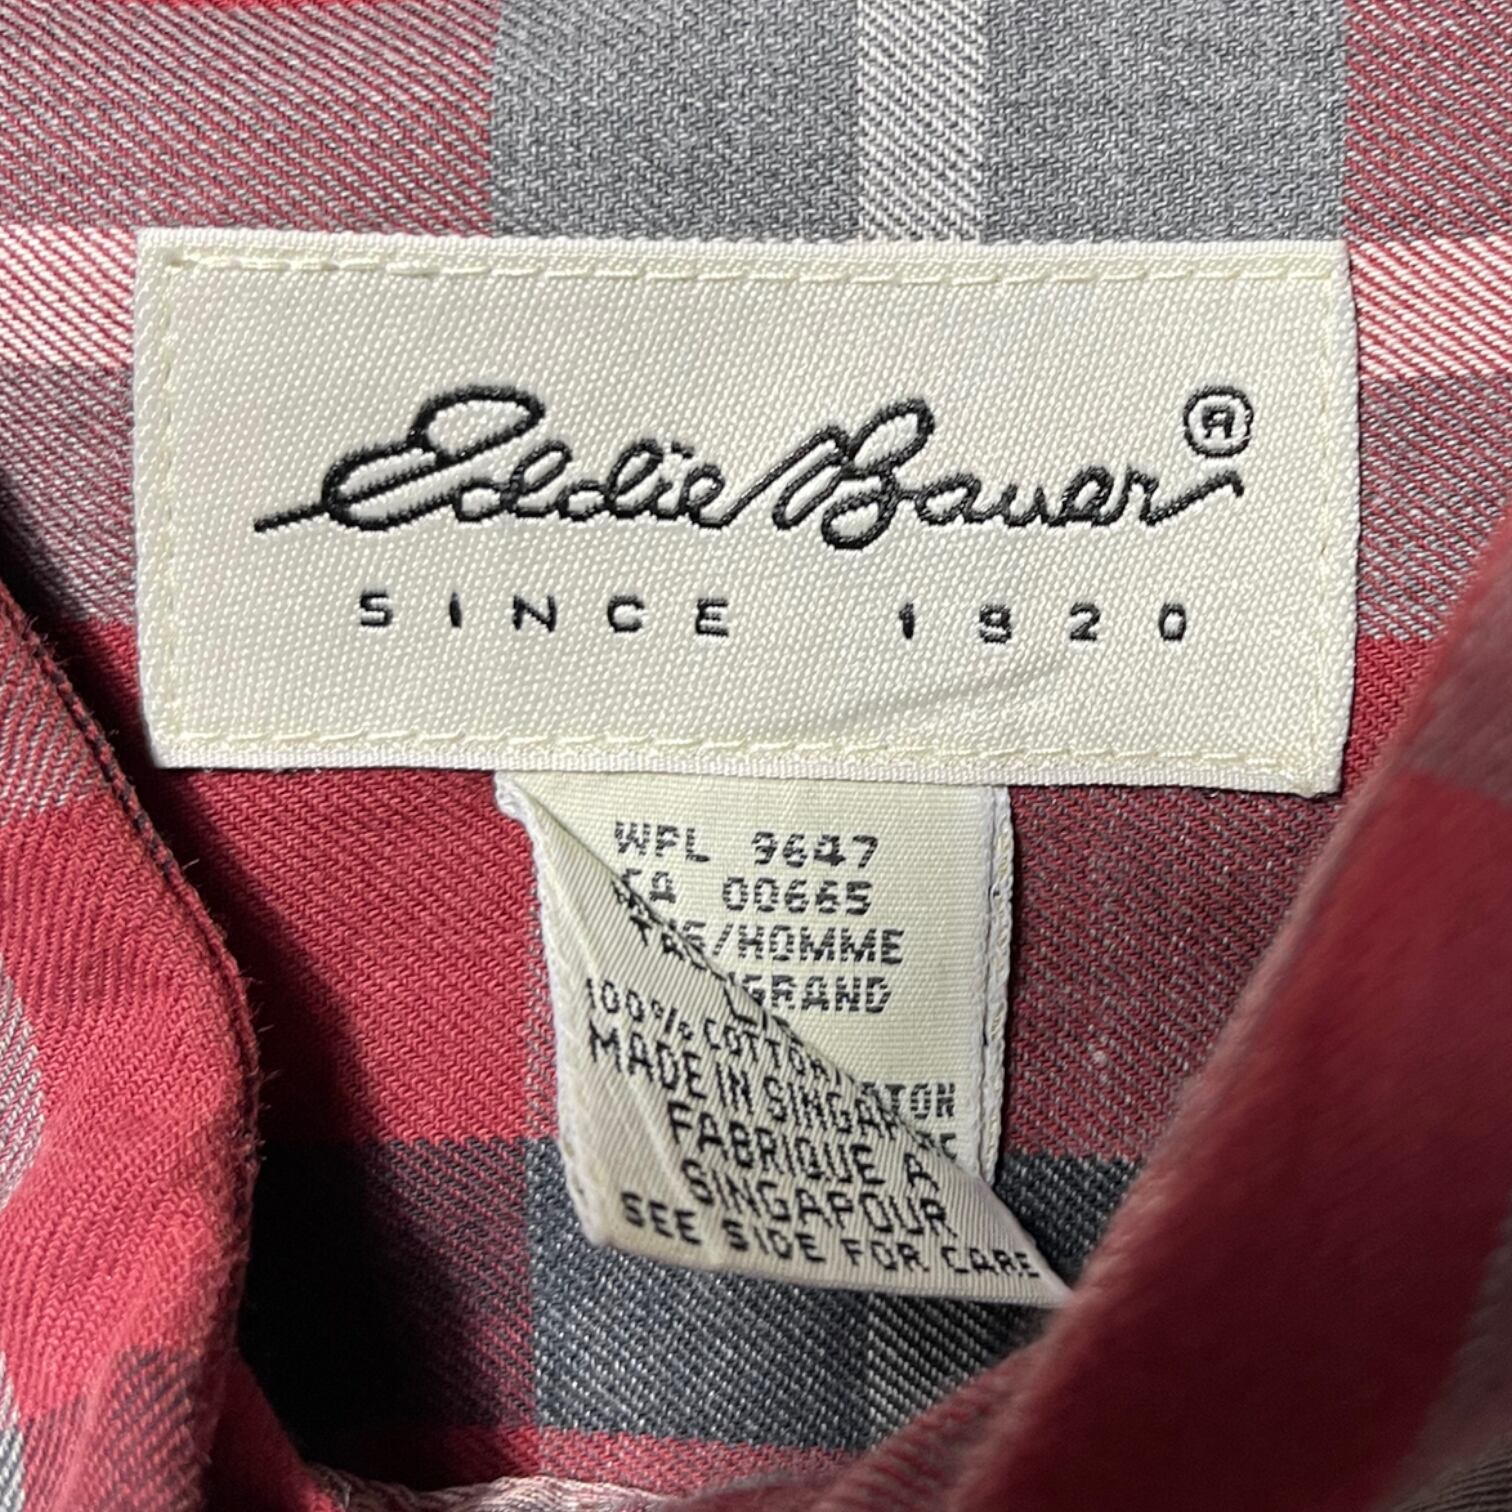 Eddie Bauer ®
SINCE 1920
WPL 9647
CA 00665
/HOMME
/GRAND
100% COTTON
MADE IN SINGAP
FABRIQUE A
SINGAPOUR
SEE SIDE FOR CARE